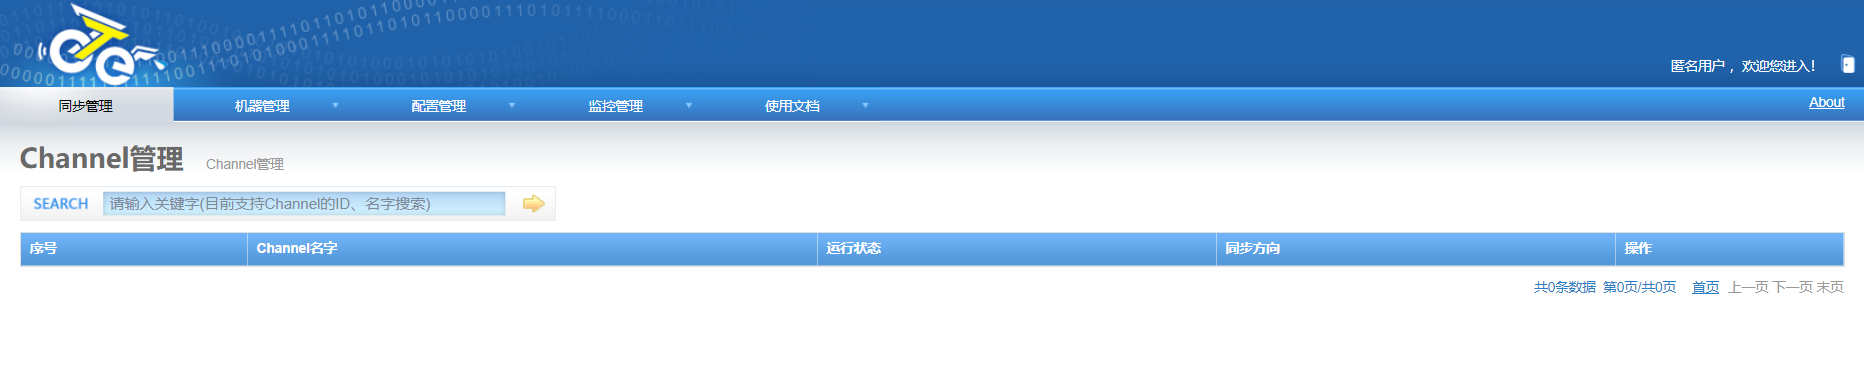 匿名用户，欢迎您进入！
同步管理 机器管理 配置管理 监控管理 使用文档 About
Channel管理 Channel管理
SEARCH 请输入关键字(目前支持Channel的ID、名字搜索)
序号 Channel名字 运行状态 同步方向 操作
共0条数据 第0页/共0页 首页 上一页 下一页 末页